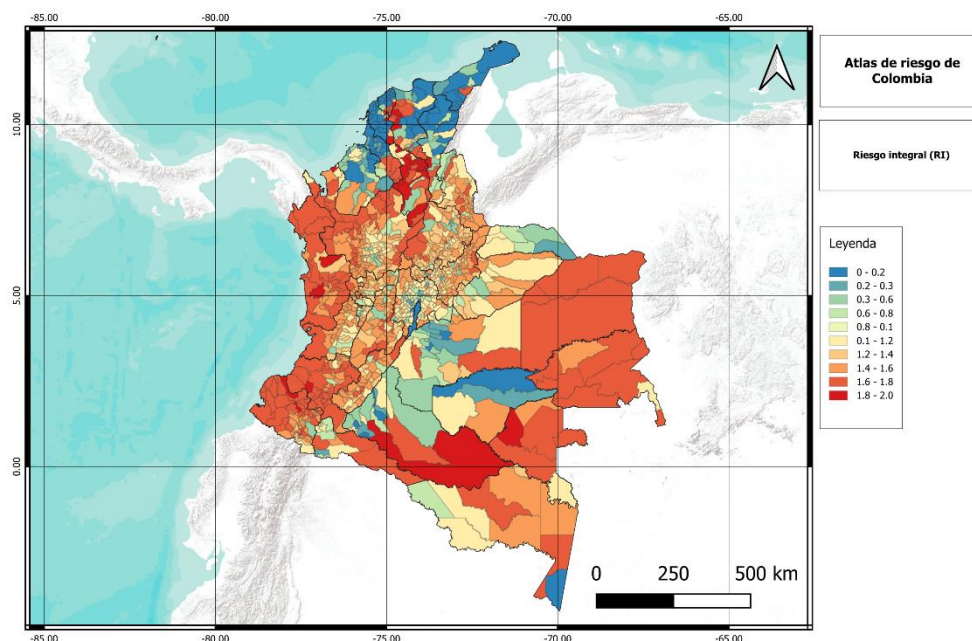 -85.00 -80.00 -75.00 -70.00 -65.00
Atlas de riesgo de
Colombia
10.00
Riesgo integral (RI)
Leyenda
0 - 0.2
0.2 - 0.3
0.3 - 0.6
0.6 - 0.8
0.8 - 0.1
0.1 - 1.2
1.2 - 1.4
1.4 - 1.6
1.6 - 1.8
1.8 - 2.0
5.00
0.00
0 250 500 km
-85.00 -80.00 -75.00 -70.00 -65.00